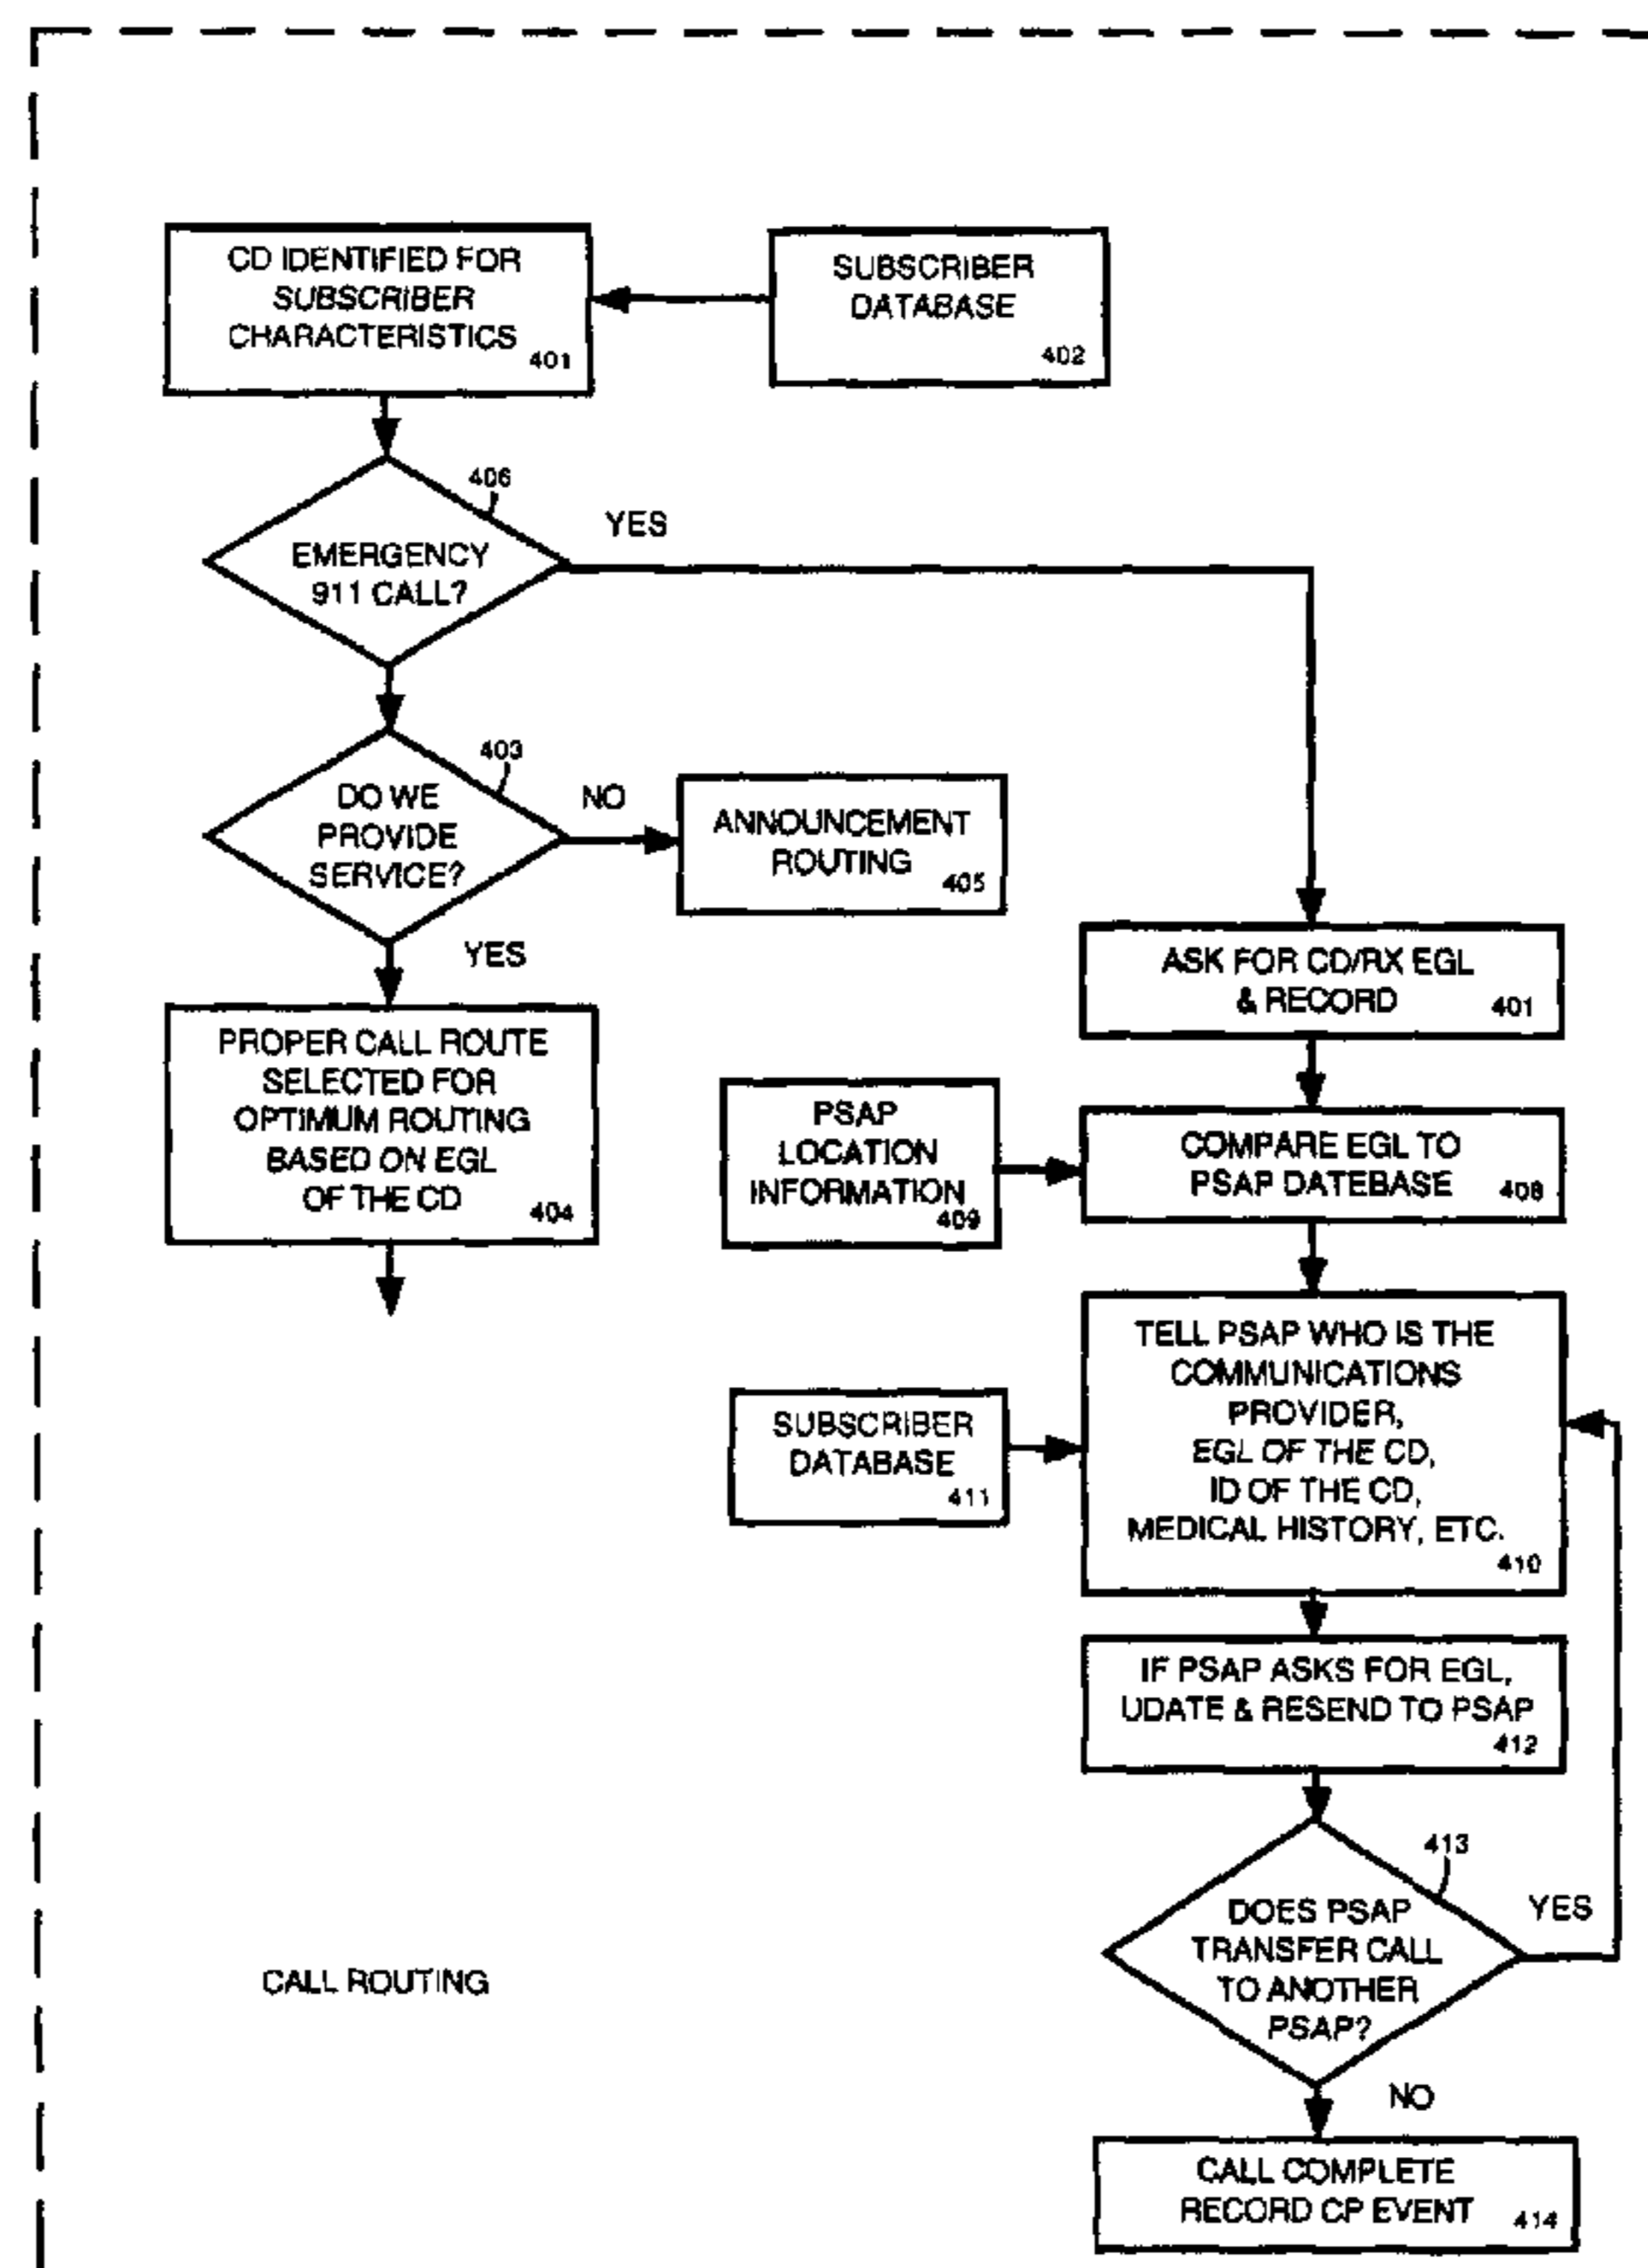 CD IDENTIFIED FOR
SUBSCRIBER
CHARACTERISTICS
401
SUBSCRIBER
DATABASE
402
406
EMERGENCY
911 CALL?
YES
403
DO WE
PROVIDE
SERVICE?
NO
ANNOUNCEMENT
ROUTING
405
YES
PROPER CALL ROUTE
SELECTED FOR
OPTIMUM ROUTING
BASED ON EGL
OF THE CD
404
ASK FOR CD/RX EGL
& RECORD
401
PSAP
LOCATION
INFORMATION
409
COMPARE EGL TO
PSAP DATEBASE
408
SUBSCRIBER
DATABASE
411
TELL PSAP WHO IS THE
COMMUNICATIONS
PROVIDER,
EGL OF THE CD,
ID OF THE CD,
MEDICAL HISTORY, ETC.
410
IF PSAP ASKS FOR EGL,
UDATE & RESEND TO PSAP
412
413
DOES PSAP
TRANSFER CALL
TO ANOTHER
PSAP?
YES
NO
CALL COMPLETE
RECORD CP EVENT
414
CALL ROUTING